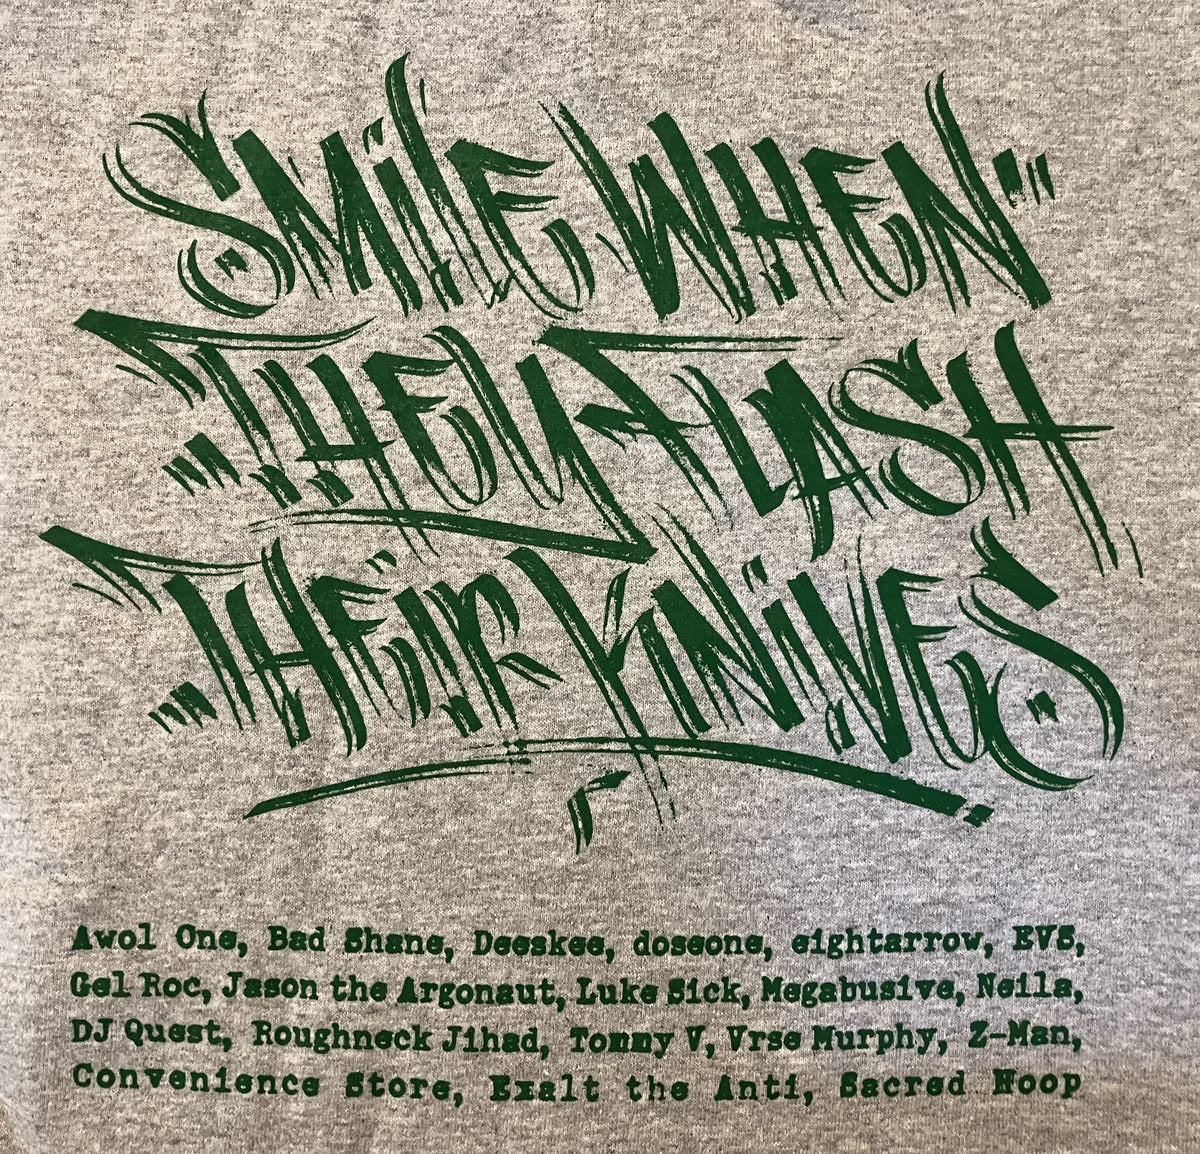 SMiLE WHEN
THEY FLASH
THEiR KNiVES
Awol One, Bad Shane, Deeskee, doseone, eightarrow, EVS,
Gel Roc, Jason the Argonaut, Luke Sick, Megabusive, Neila,
DJ Quest, Roughneck Jihad, Tommy V, Vrse Murphy, Z-Man,
Convenience Store, Exalt the Anti, Sacred Hoop